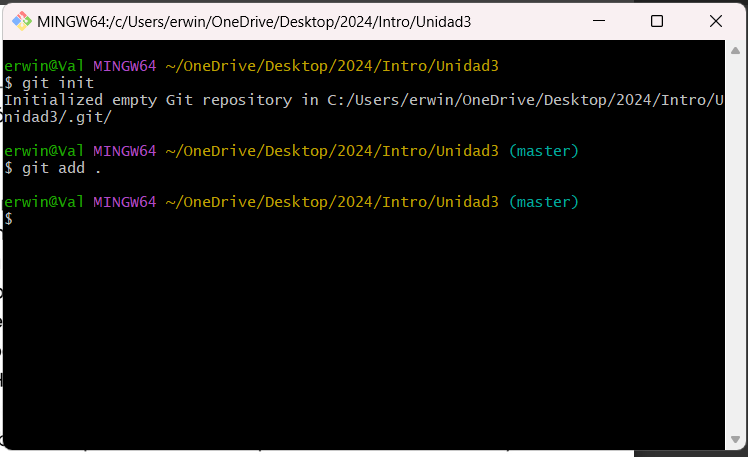 MINGW64:/c/Users/erwin/OneDrive/Desktop/2024/Intro/Unidad3
erwin@Val MINGW64 ~/OneDrive/Desktop/2024/Intro/Unidad3
$ git init
Initialized empty Git repository in C:/Users/erwin/OneDrive/Desktop/2024/Intro/U
nidad3/.git/
erwin@Val MINGW64 ~/OneDrive/Desktop/2024/Intro/Unidad3 (master)
$ git add .
erwin@Val MINGW64 ~/OneDrive/Desktop/2024/Intro/Unidad3 (master)
$